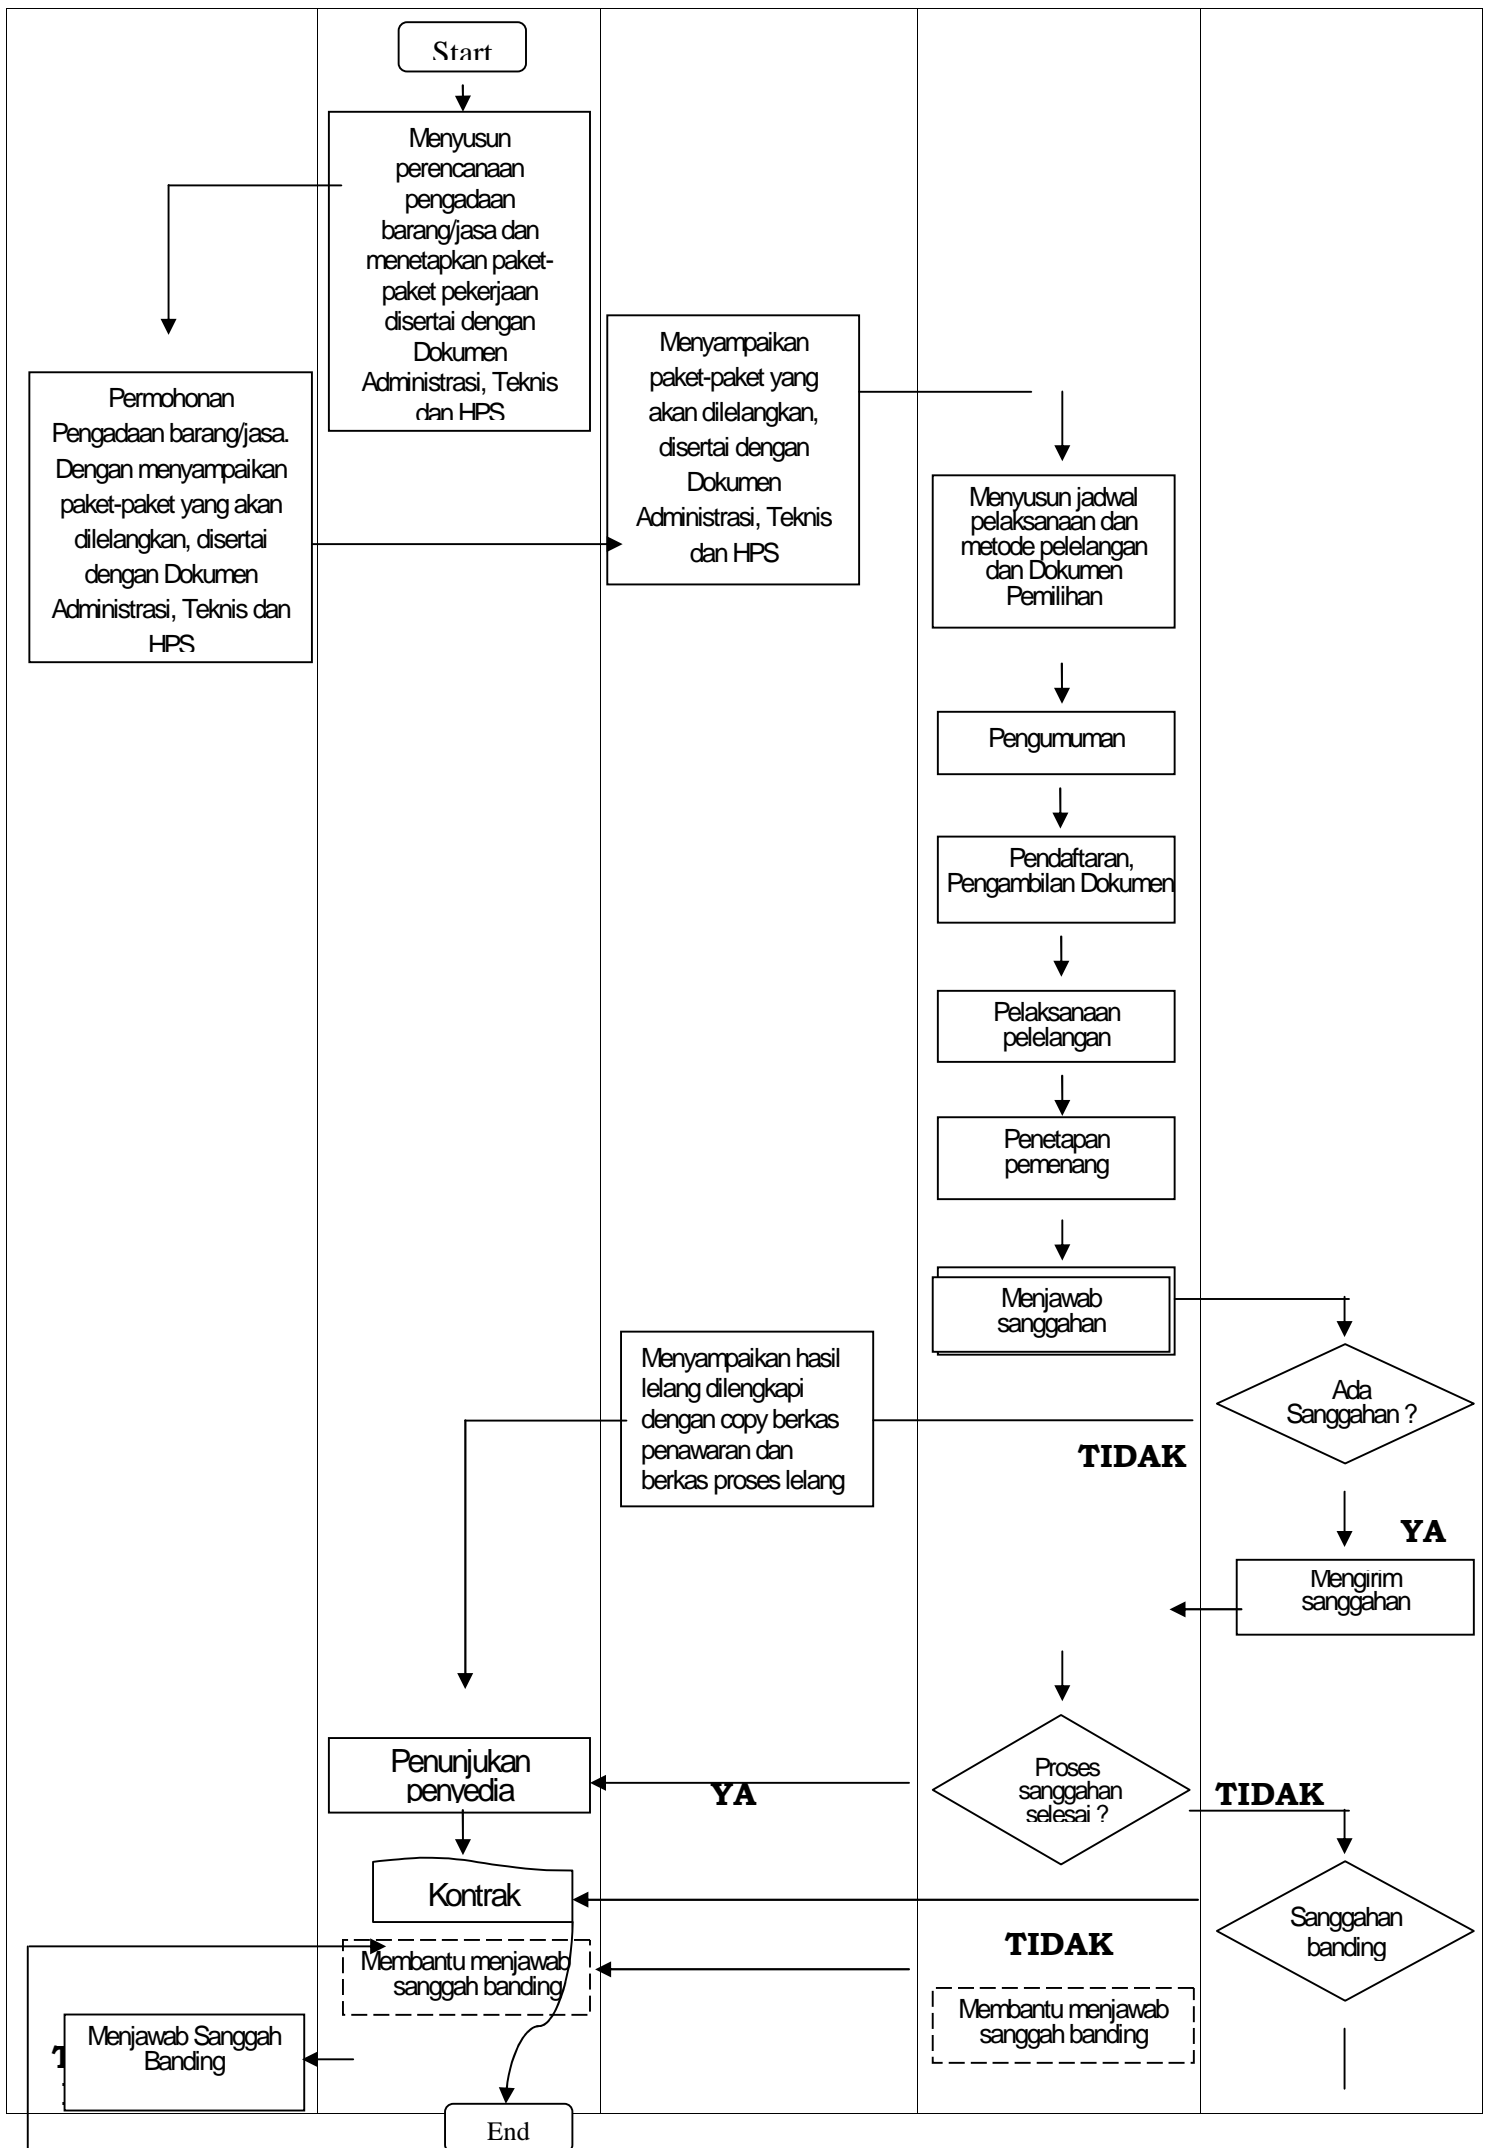 Start
Menyusun
perencanaan
pengadaan
barang/jasa dan
menetapkan paket-
paket pekerjaan
disertai dengan
Dokumen
Administrasi, Teknis
dan HPS
Permohonan
Pengadaan barang/jasa.
Dengan menyampaikan
paket-paket yang akan
dilelangkan, disertai
dengan Dokumen
Administrasi, Teknis dan
HPS
Menyampaikan
paket-paket yang
akan dilelangkan,
disertai dengan
Dokumen
Administrasi, Teknis
dan HPS
Menyusun jadwal
pelaksanaan dan
metode pelelangan
dan Dokumen
Pemilihan
Pengumuman
Pendaftaran,
Pengambilan Dokumen
Pelaksanaan
pelelangan
Penetapan
pemenang
Menjawab
sanggahan
Ada
Sanggahan ?
Menyampaikan hasil
lelang dilengkapi
dengan copy berkas
penawaran dan
berkas proses lelang
TIDAK
YA
Mengirim
sanggahan
Proses
sanggahan
selesai ?
Penunjukan
penyedia
YA
TIDAK
Kontrak
Sanggahan
banding
TIDAK
Membantu menjawab
sanggah banding
Membantu menjawab
sanggah banding
Menjawab Sanggah
Banding
End